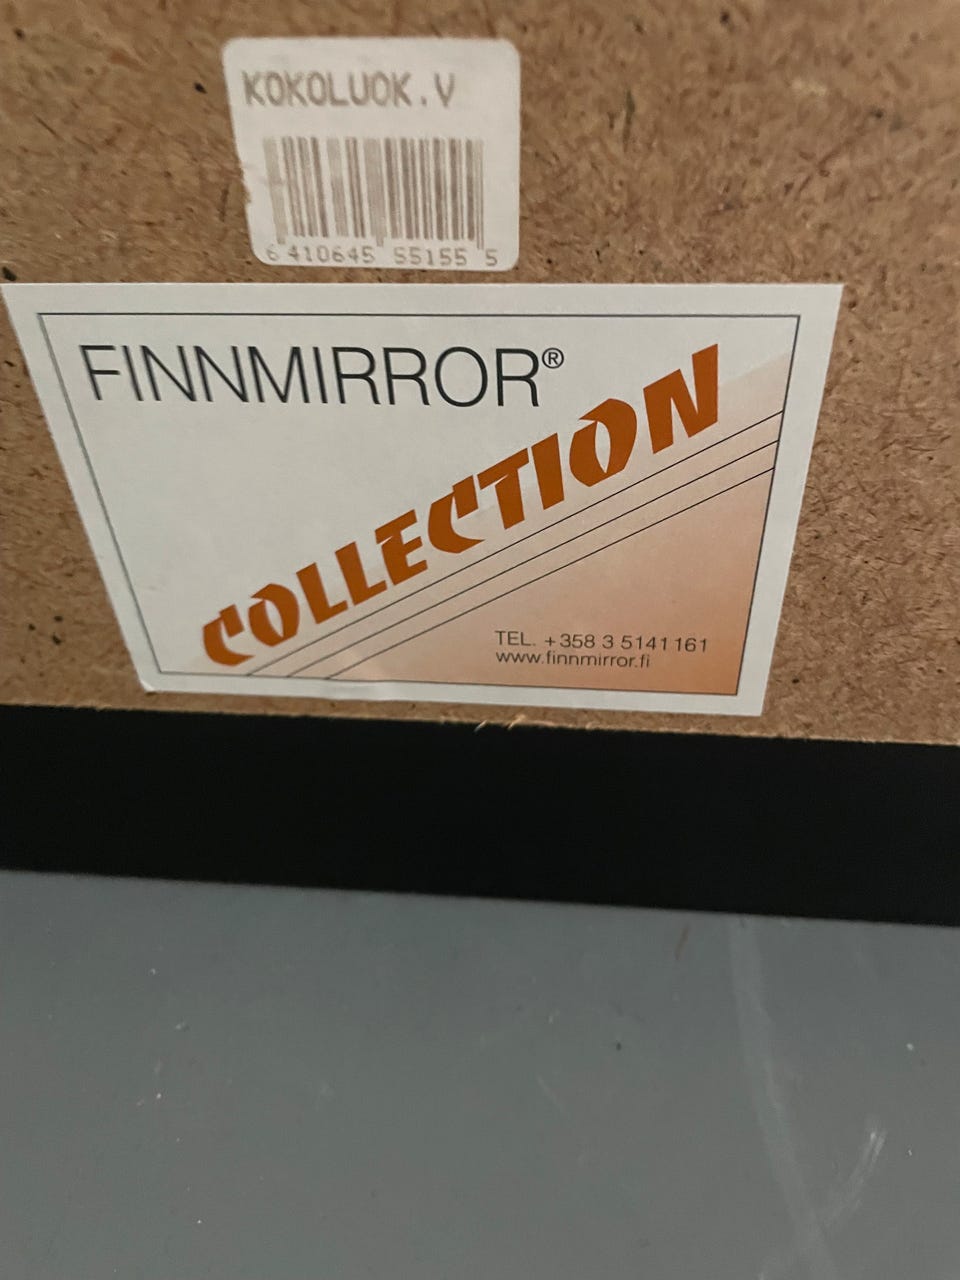 KOKOLUOK.V
6 410645 55155 5
FINNMIRROR®
COLLECTION
TEL. +358 3 5141161
www.finnmirror.fi